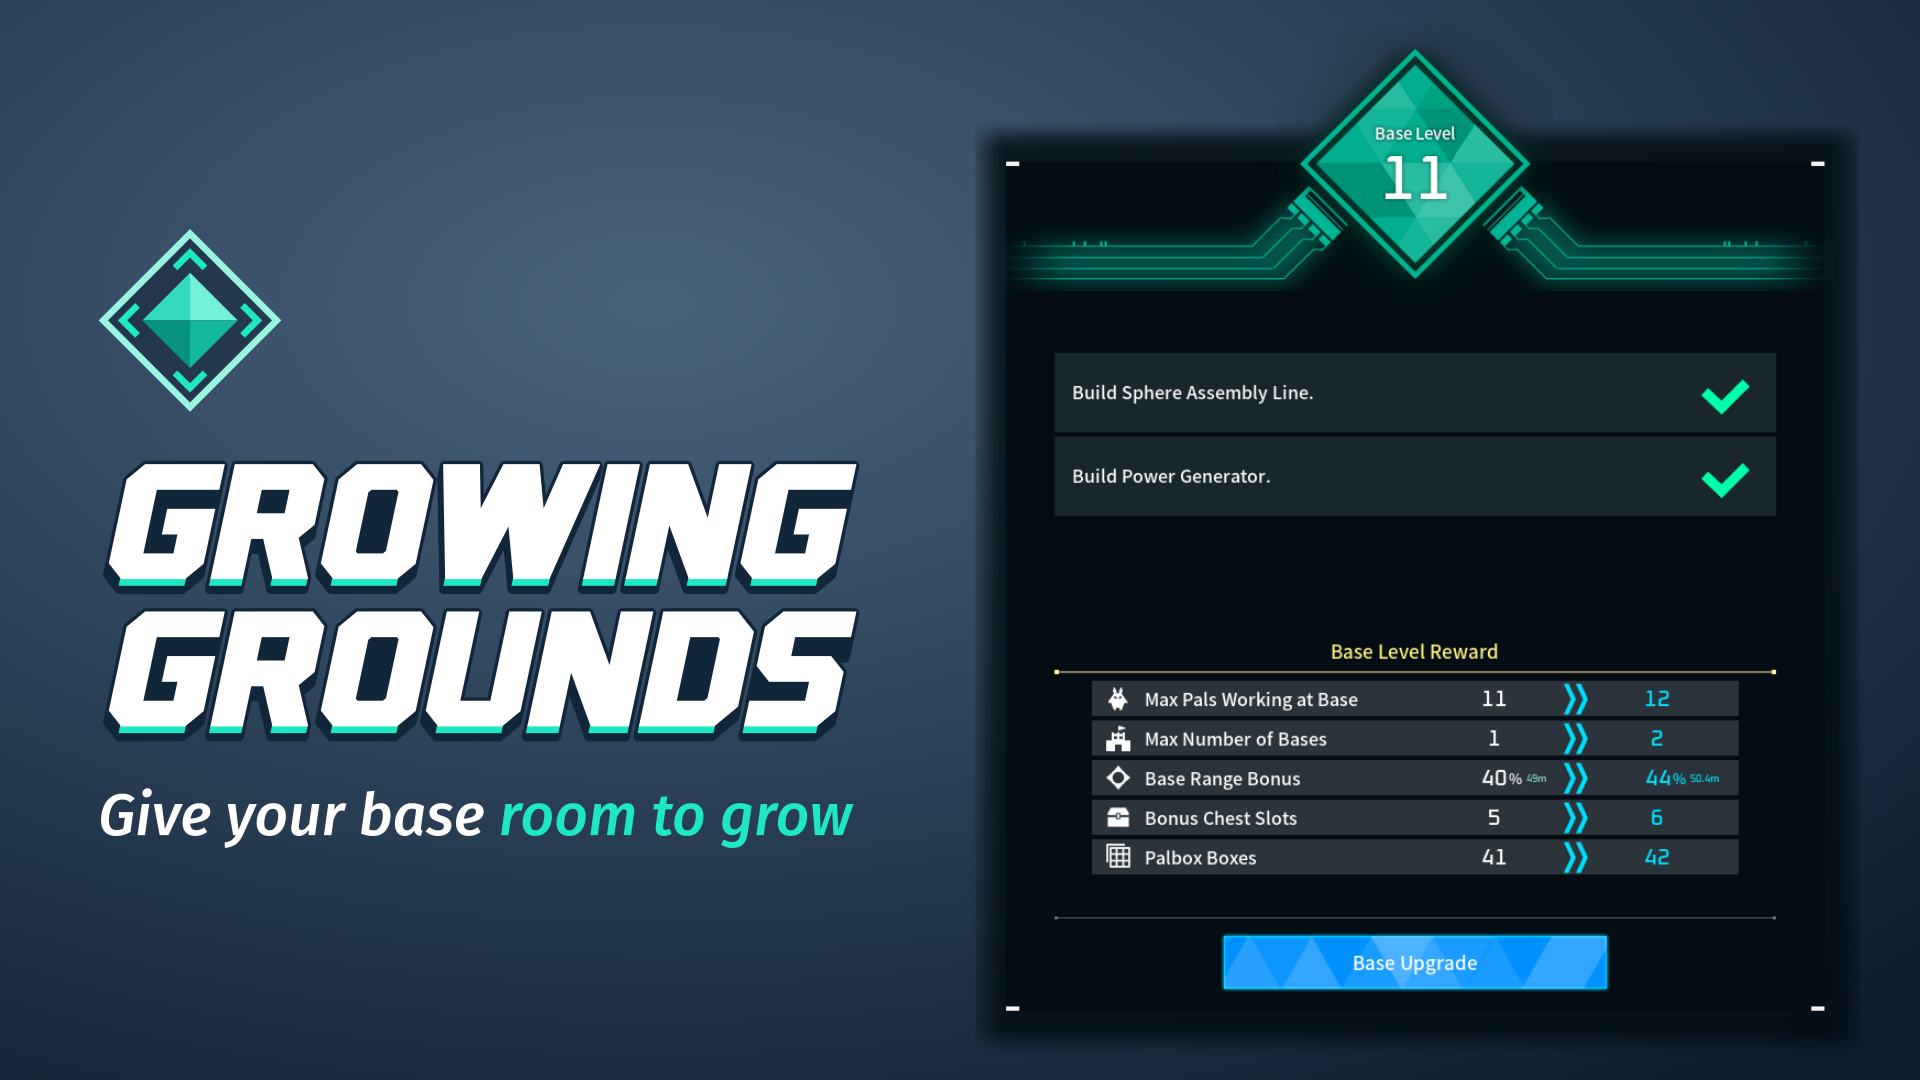 GROWING
GROUNDS
Give your base room to grow
Base Level
11
Build Sphere Assembly Line.
Build Power Generator.
Base Level Reward
Max Pals Working at Base 11 12
Max Number of Bases 1 2
Base Range Bonus 40% 49m 44% 50.4m
Bonus Chest Slots 5 6
Palbox Boxes 41 42
Base Upgrade